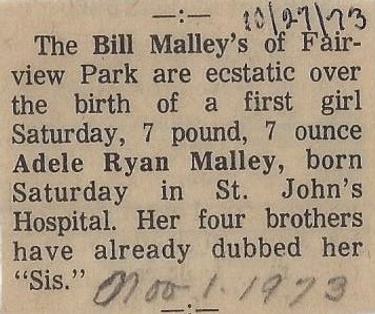 —:— 10/27/73
The Bill Malley's of Fair-
view Park are ecstatic over
the birth of a first girl
Saturday, 7 pound, 7 ounce
Adele Ryan Malley, born
Saturday in St. John's
Hospital. Her four brothers
have already dubbed her
"Sis." Nov 1 - 1973
—:—